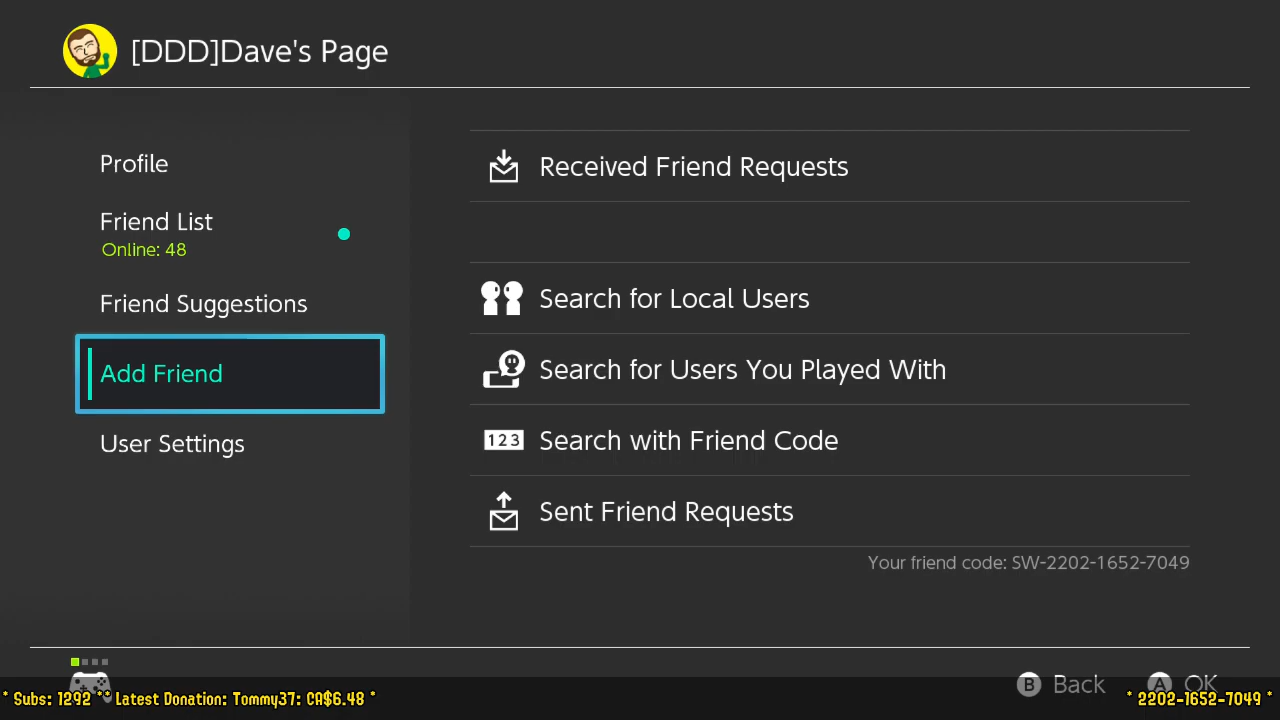 [DDD]Dave's Page
Profile
Friend List
Online: 48
Friend Suggestions
Add Friend
User Settings
Received Friend Requests
Search for Local Users
Search for Users You Played With
123 Search with Friend Code
Sent Friend Requests
Your friend code: SW-2202-1652-7049
B Back A OK
* Subs: 1292 ** Latest Donation: Tommy37: CA$6.48 *
* 2202-1652-7049 *